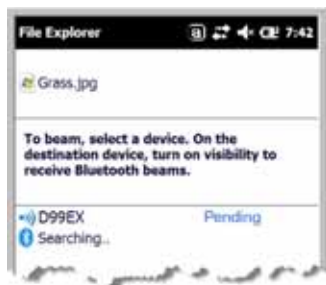 File Explorer 7:42
Grass.jpg
To beam, select a device. On the
destination device, turn on visibility to
receive Bluetooth beams.
D99EX Pending
Searching..